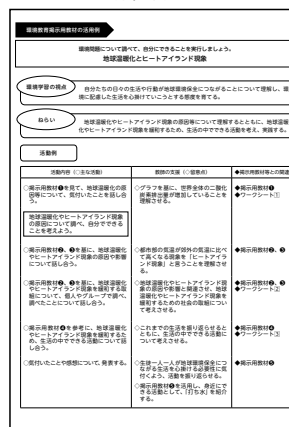 環境教育掲示用教材の活用例
環境問題について調べて、自分にできることを実行しましょう。
地球温暖化とヒートアイランド現象
環境学習の視点
自分たちの日々の生活や行動が地球環境保全につながることについて理解し、環
境に配慮した生活を心掛けていこうとする態度を育てる。
ねらい
地球温暖化やヒートアイランド現象の原因等について理解するとともに、地球温暖
化やヒートアイランド現象を緩和するため、生活の中でできる活動を考え、実践する。
活動例
活動内容（○主な活動）
教師の支援（◇留意点）
◆掲示用教材等との関連
○掲示用教材❶を見て、地球温暖化の原
因等について、気付いたことを話し合
う。
◇グラフを基に、世界全体の二酸化
炭素排出量が増加していることを
理解させる。
◆掲示用教材❶
◆ワークシート①
地球温暖化とヒートアイランド現象
の原因について調べ、自分でできる
ことを考えよう。
○掲示用教材❷、❸を基に、地球温暖化
やヒートアイランド現象の原因や影響
について話し合う。
◇都市部の気温が郊外の気温に比べ
て高くなる現象を「ヒートアイラ
ンド現象」と言うことを理解させ
る。
◆掲示用教材❷、❸
○掲示用教材❷、❸を基に、地球温暖化
やヒートアイランド現象を緩和する取
組について、個人やグループで調べ、
調べたことについて話し合う。
◇地球温暖化やヒートアイランド現
象の原因や影響と関連させ、地球
温暖化やヒートアイランド現象を
緩和するための社会の取組につい
て考えさせる。
◆掲示用教材❷、❸
◆ワークシート②
○掲示用教材❹を参考に、地球温暖化
やヒートアイランド現象を緩和するた
め、生活の中でできる活動について話
し合う。
◇これまでの生活を振り返らせると
ともに、生活の中でできる活動に
ついて考えさせる。
◆掲示用教材❹
◆ワークシート③
○気付いたことや感想について、発表する。
◇生徒一人一人が地球環境保全につ
ながる生活を心掛ける必要性に気
付くよう、活動を振り返らせる。
◇掲示用教材❺を活用し、身近にで
きる活動として、「打ち水」を紹介
する。
◆掲示用教材❺